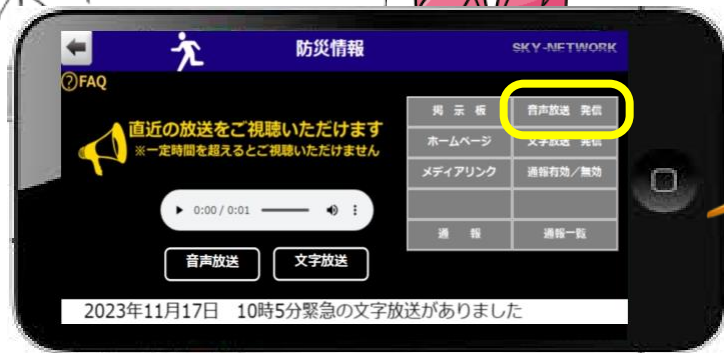 防災情報
SKY-NETWORK
?FAQ
直近の放送をご視聴いただけます
※一定時間を超えるとご視聴いただけません
0:00 / 0:01
音声放送
文字放送
掲 示 板
音声放送 発信
ホームページ
文字放送 発信
メディアリンク
通報有効／無効
通 報
通報一覧
2023年11月17日 10時5分緊急の文字放送がありました